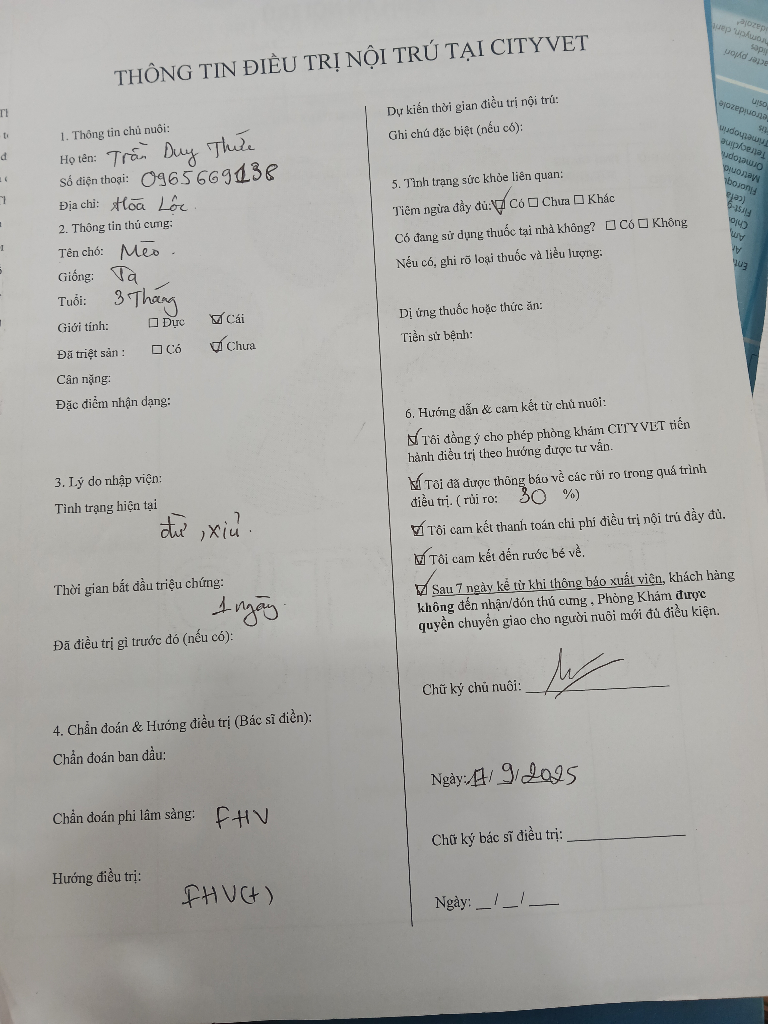 THÔNG TIN ĐIỀU TRỊ NỘI TRÚ TẠI CITYVET
1. Thông tin chủ nuôi:
Họ tên: Trần Duy Thức
Số điện thoại: 0965669138
Địa chỉ: Hoà Lộc
2. Thông tin thú cưng:
Tên chó: Mèo.
Giống: Ta
Tuổi: 3 Tháng
Giới tính: ☐ Đực ☑ Cái
Đã triệt sản : ☐ Có ☑ Chưa
Cân nặng:
Đặc điểm nhận dạng:
3. Lý do nhập viện:
Tình trạng hiện tại
đừ, xỉu.
Thời gian bắt đầu triệu chứng:
1 ngày.
Đã điều trị gì trước đó (nếu có):
4. Chẩn đoán & Hướng điều trị (Bác sĩ điền):
Chẩn đoán ban đầu:
Chẩn đoán phi lâm sàng: FHV
Hướng điều trị:
FHV(+)
Dự kiến thời gian điều trị nội trú:
Ghi chú đặc biệt (nếu có):
5. Tình trạng sức khỏe liên quan:
Tiêm ngừa đầy đủ: ☑ Có ☐ Chưa ☐ Khác
Có đang sử dụng thuốc tại nhà không? ☐ Có ☐ Không
Nếu có, ghi rõ loại thuốc và liều lượng:
Dị ứng thuốc hoặc thức ăn:
Tiền sử bệnh:
6. Hướng dẫn & cam kết từ chủ nuôi:
☑ Tôi đồng ý cho phép phòng khám CITYVET tiến
hành điều trị theo hướng được tư vấn.
☑ Tôi đã được thông báo về các rủi ro trong quá trình
điều trị. ( rủi ro: 30 %)
☑ Tôi cam kết thanh toán chi phí điều trị nội trú đầy đủ.
☑ Tôi cam kết đến rước bé về.
☑ Sau 7 ngày kể từ khi thông báo xuất viện, khách hàng
không đến nhận/đón thú cưng , Phòng Khám được
quyền chuyển giao cho người nuôi mới đủ điều kiện.
Chữ ký chủ nuôi:
Ngày: 17/ 9/ 2025
Chữ ký bác sĩ điều trị:
Ngày: __/__/___